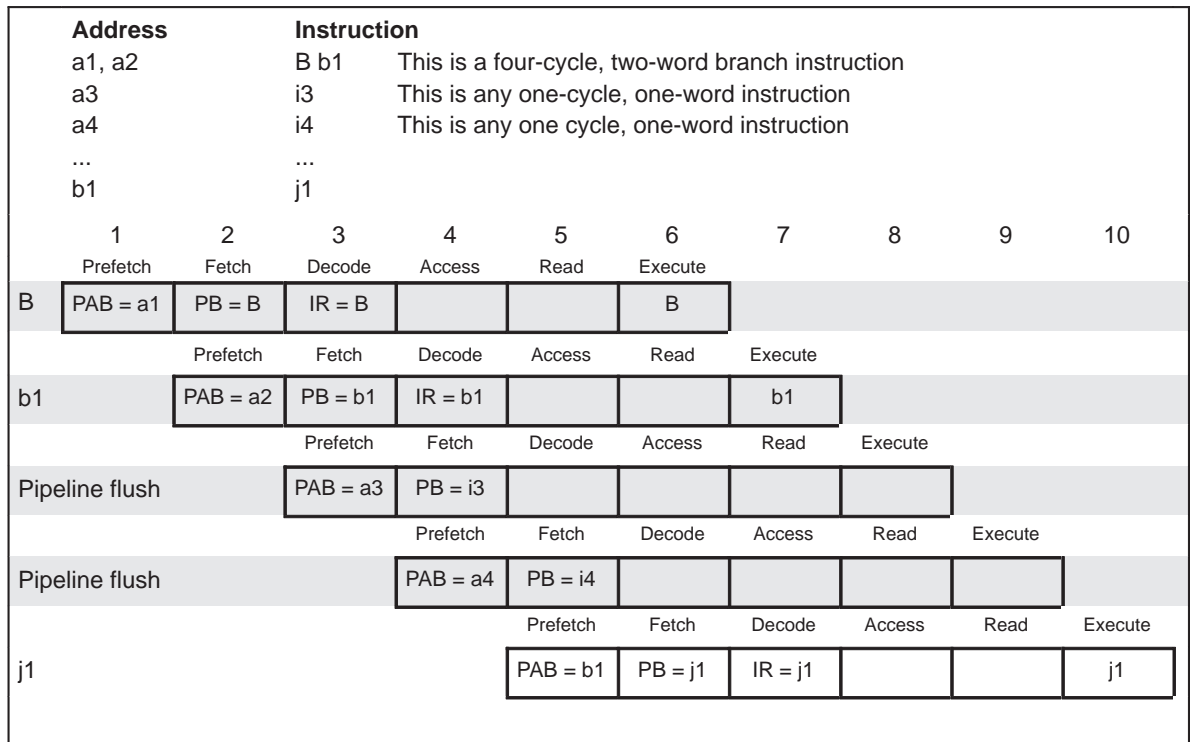 Address Instruction
a1, a2 B b1 This is a four-cycle, two-word branch instruction
a3 i3 This is any one-cycle, one-word instruction
a4 i4 This is any one cycle, one-word instruction
... ...
b1 j1
1 2 3 4 5 6 7 8 9 10
Prefetch Fetch Decode Access Read Execute
B PAB = a1 PB = B IR = B B
Prefetch Fetch Decode Access Read Execute
b1 PAB = a2 PB = b1 IR = b1 b1
Prefetch Fetch Decode Access Read Execute
Pipeline flush PAB = a3 PB = i3
Prefetch Fetch Decode Access Read Execute
Pipeline flush PAB = a4 PB = i4
Prefetch Fetch Decode Access Read Execute
j1 PAB = b1 PB = j1 IR = j1 j1